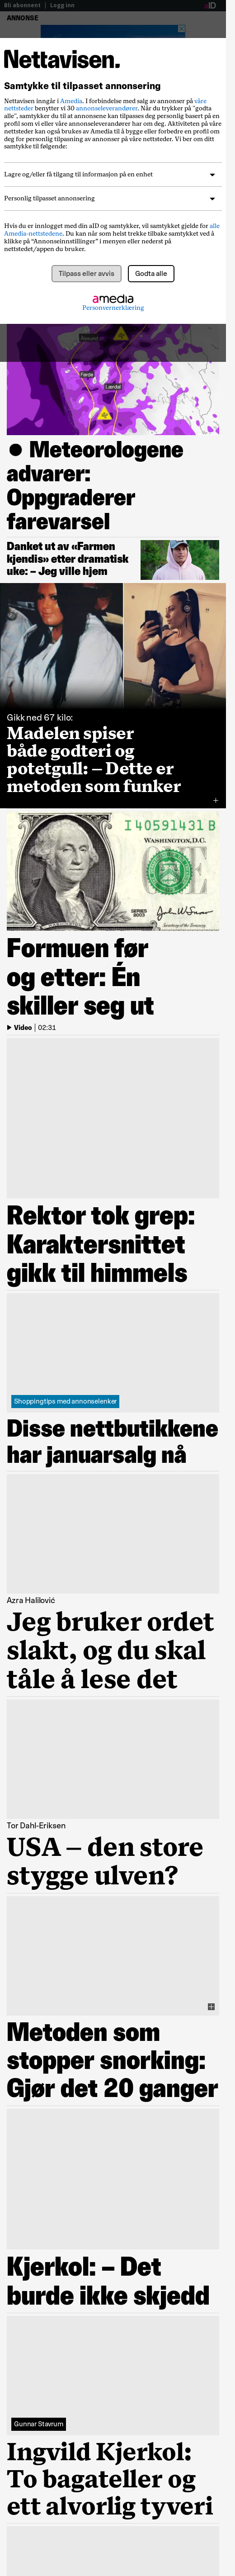 Bli abonnent | Logg inn
ANNONSE
Nettavisen.
Samtykke til tilpasset annonsering
Nettavisen inngår i Amedia. I forbindelse med salg av annonser på våre
nettsteder benytter vi 30 annonseleverandører. Når du trykker på “godta
alle”, samtykker du til at annonsene kan tilpasses deg personlig basert på en
profil som vi eller våre annonseleverandører har om deg. Aktiviteten på våre
nettsteder kan også brukes av Amedia til å bygge eller forbedre en profil om
deg for personlig tilpasning av annonser på våre nettsteder. Vi ber om ditt
samtykke til følgende:
Lagre og/eller få tilgang til informasjon på en enhet
Personlig tilpasset annonsering
Hvis du er innlogget med din aID og samtykker, vil samtykket gjelde for alle
Amedia-nettstedene. Du kan når som helst trekke tilbake samtykket ved å
klikke på “Annonseinnstillinger” i menyen eller nederst på
nettstedet/appen du bruker.
Tilpass eller avvis
Godta alle
amedia
Personvernerklæring
Førde
Lærdal
● Meteorologene
advarer:
Oppgraderer
farevarsel
Danket ut av «Farmen
kjendis» etter dramatisk
uke: – Jeg ville hjem
Gikk ned 67 kilo:
Madelen spiser
både godteri og
potetgull: – Dette er
metoden som funker
I 40591431 B
WASHINGTON, D.C.
SERIES
Secretary of the Treasury.
Formuen før
og etter: Én
skiller seg ut
Video | 02:31
Rektor tok grep:
Karaktersnittet
gikk til himmels
Shoppingtips med annonselenker
Disse nettbutikkene
har januarsalg nå
Azra Halilović
Jeg bruker ordet
slakt, og du skal
tåle å lese det
Tor Dahl-Eriksen
USA – den store
stygge ulven?
Metoden som
stopper snorking:
Gjør det 20 ganger
Kjerkol: – Det
burde ikke skjedd
Gunnar Stavrum
Ingvild Kjerkol:
To bagateller og
ett alvorlig tyveri